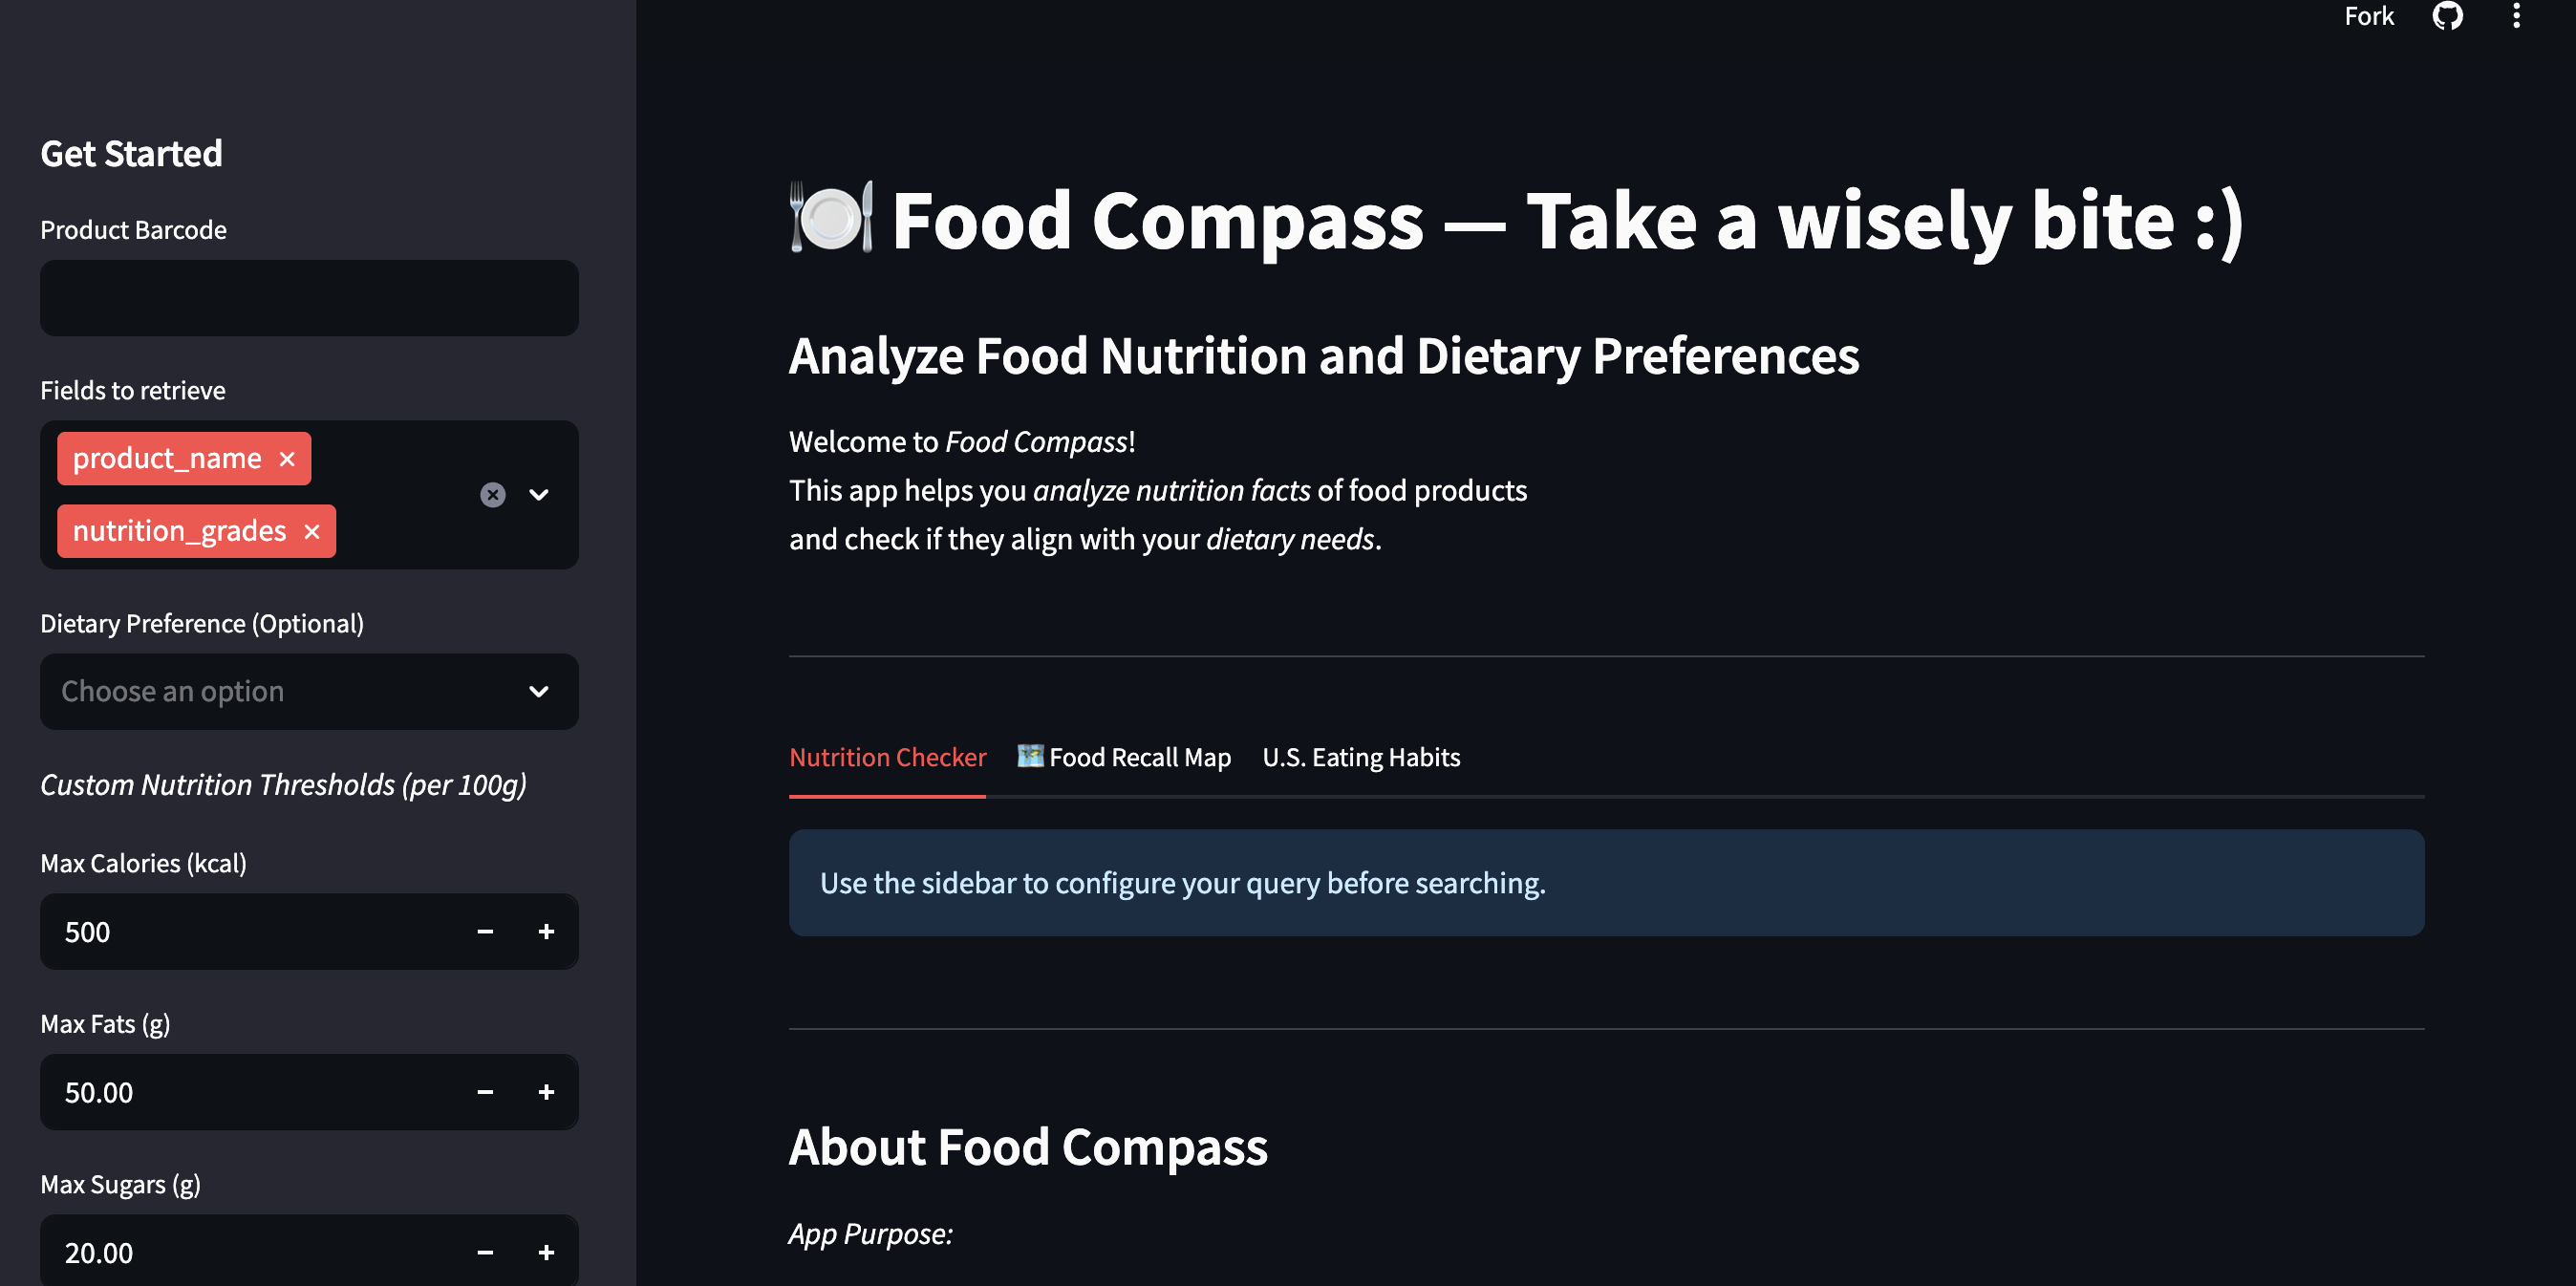 Fork
Get Started
Product Barcode
Fields to retrieve
product_name ×
nutrition_grades ×
Dietary Preference (Optional)
Choose an option
Custom Nutrition Thresholds (per 100g)
Max Calories (kcal)
500 − +
Max Fats (g)
50.00 − +
Max Sugars (g)
20.00 − +
Food Compass — Take a wisely bite :)
Analyze Food Nutrition and Dietary Preferences
Welcome to Food Compass!
This app helps you analyze nutrition facts of food products
and check if they align with your dietary needs.
Nutrition Checker Food Recall Map U.S. Eating Habits
Use the sidebar to configure your query before searching.
About Food Compass
App Purpose: